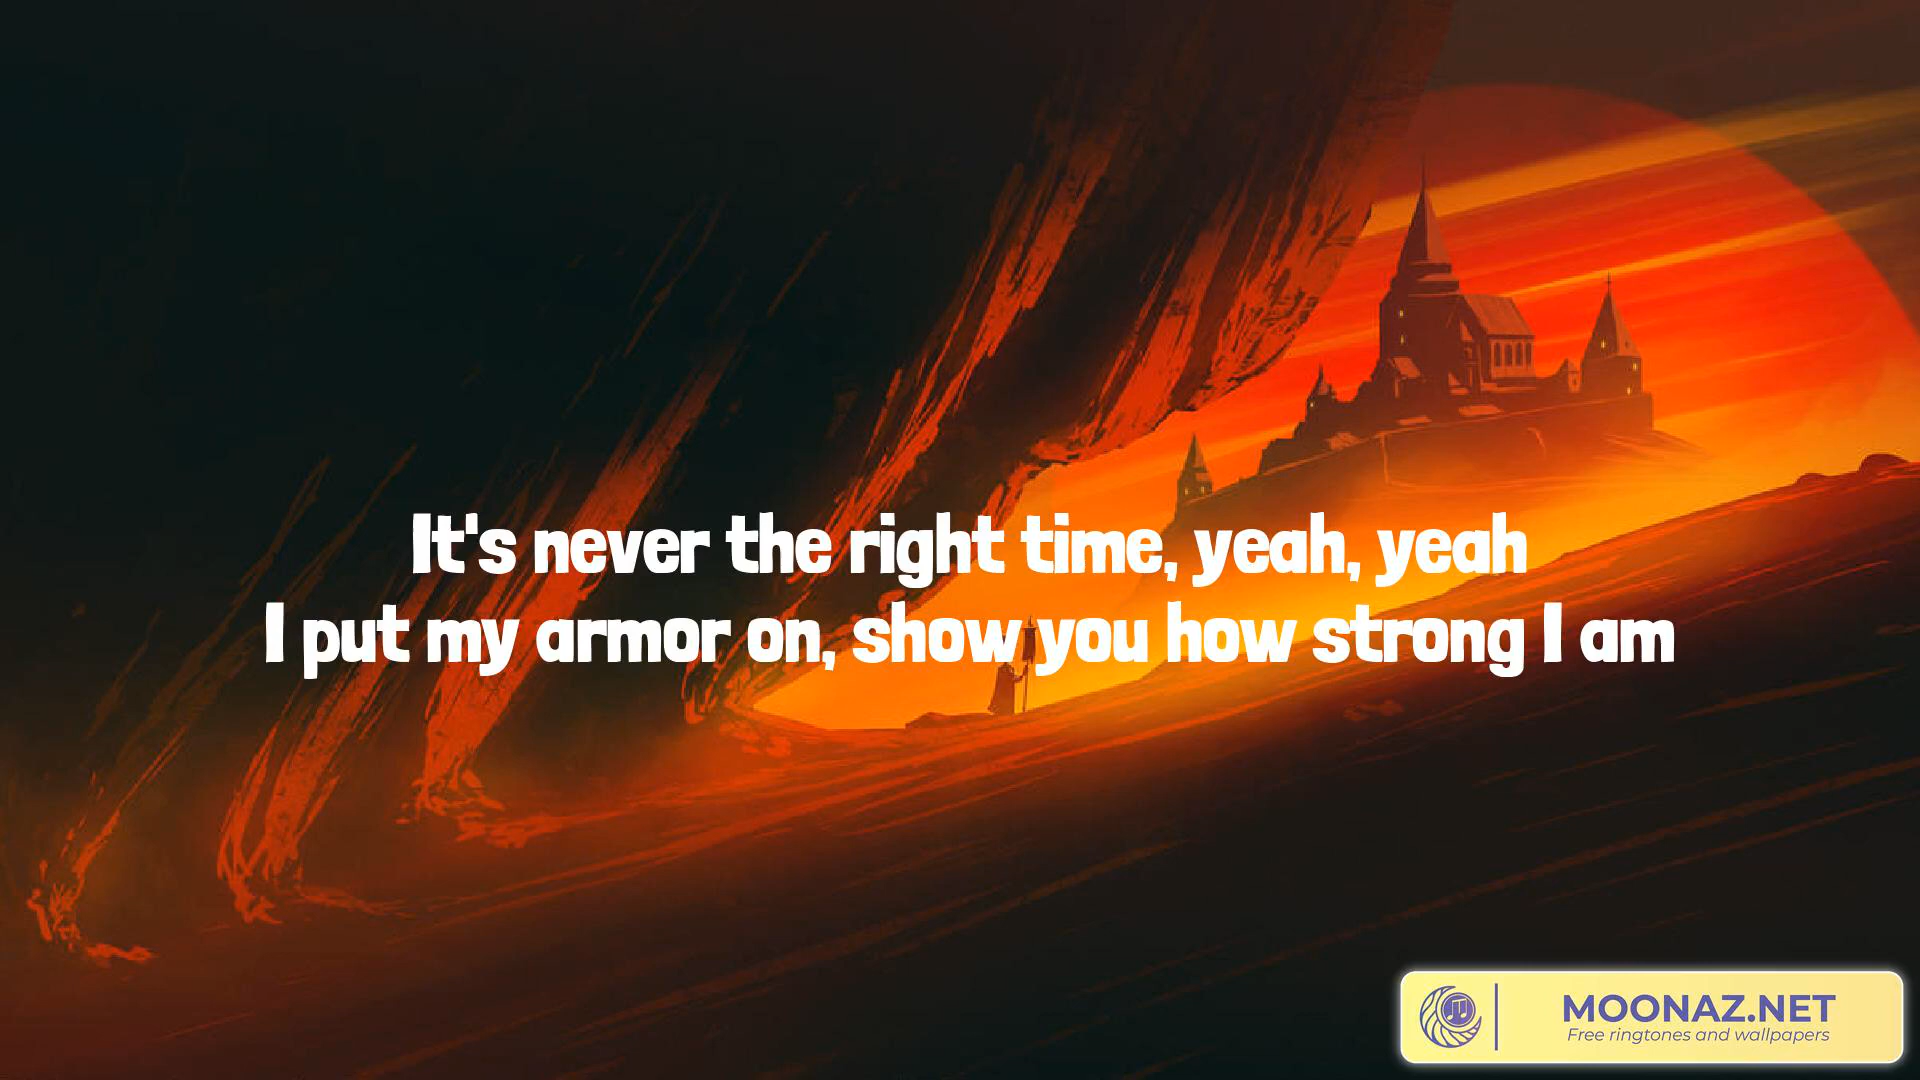 It's never the right time, yeah, yeah
I put my armor on, show you how strong I am
MOONAZ.NET
Free ringtones and wallpapers